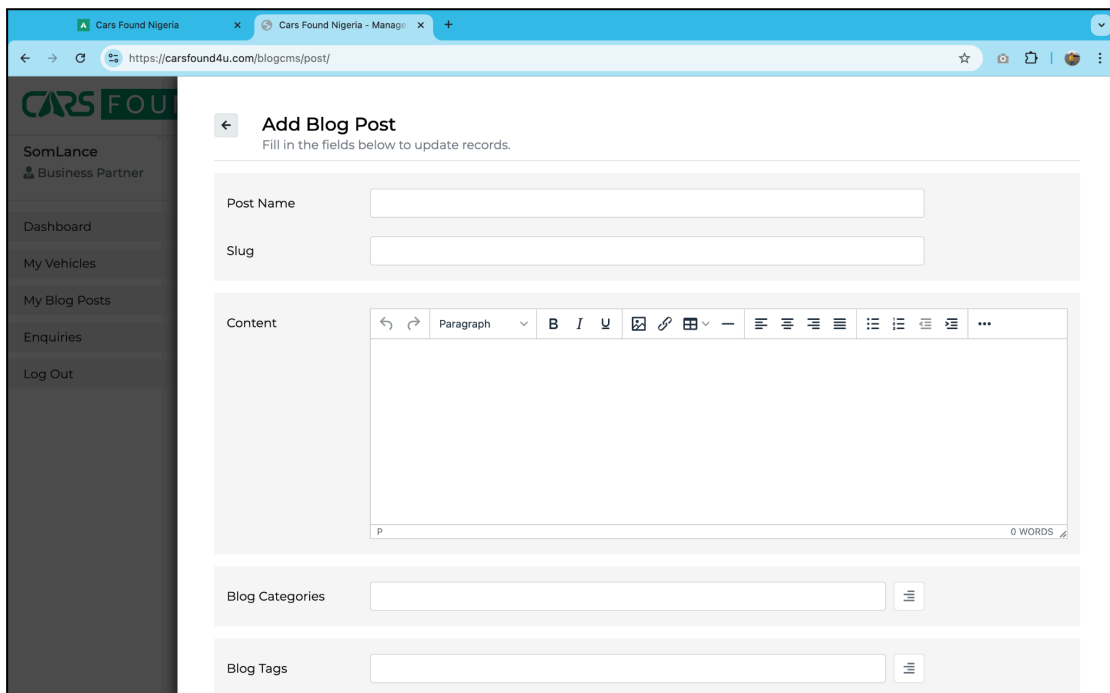 Cars Found Nigeria
Cars Found Nigeria - Manage
https://carsfound4u.com/blogcms/post/
CARS FOU
SomLance
Business Partner
Dashboard
My Vehicles
My Blog Posts
Enquiries
Log Out
Add Blog Post
Fill in the fields below to update records.
Post Name
Slug
Content
Paragraph
B I U
P
0 WORDS
Blog Categories
Blog Tags